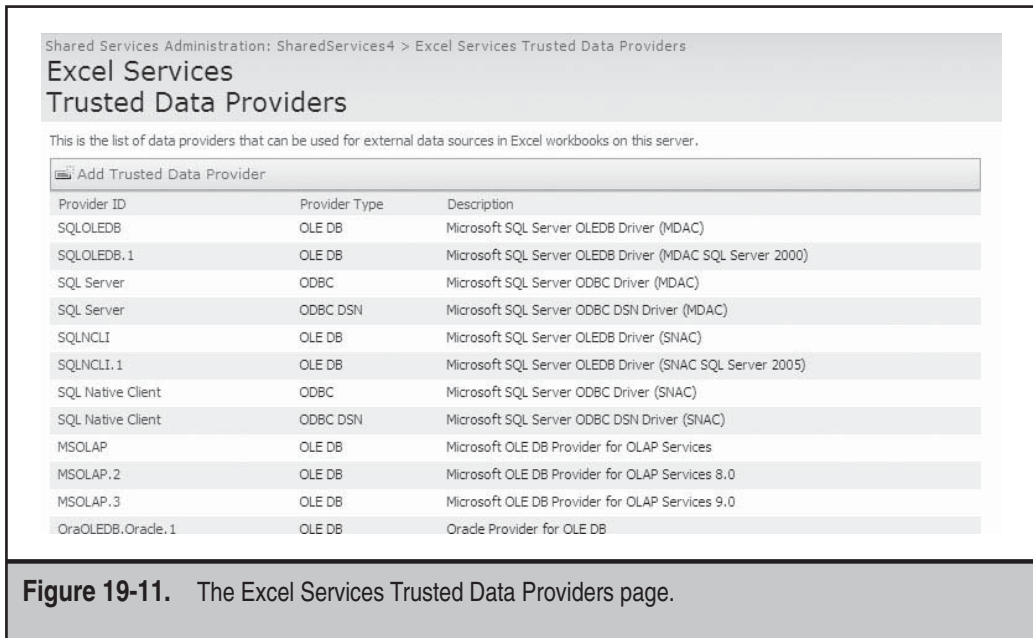 Shared Services Administration: SharedServices4 > Excel Services Trusted Data Providers
Excel Services
Trusted Data Providers
This is the list of data providers that can be used for external data sources in Excel workbooks on this server.
Add Trusted Data Provider
Provider ID Provider Type Description
SQLOLEDB OLE DB Microsoft SQL Server OLEDB Driver (MDAC)
SQLOLEDB.1 OLE DB Microsoft SQL Server OLEDB Driver (MDAC SQL Server 2000)
SQL Server ODBC Microsoft SQL Server ODBC Driver (MDAC)
SQL Server ODBC DSN Microsoft SQL Server ODBC DSN Driver (MDAC)
SQLNCLI OLE DB Microsoft SQL Server OLEDB Driver (SNAC)
SQLNCLI.1 OLE DB Microsoft SQL Server OLEDB Driver (SNAC SQL Server 2005)
SQL Native Client ODBC Microsoft SQL Server ODBC Driver (SNAC)
SQL Native Client ODBC DSN Microsoft SQL Server ODBC DSN Driver (SNAC)
MSOLAP OLE DB Microsoft OLE DB Provider for OLAP Services
MSOLAP.2 OLE DB Microsoft OLE DB Provider for OLAP Services 8.0
MSOLAP.3 OLE DB Microsoft OLE DB Provider for OLAP Services 9.0
OraOLEDB.Oracle.1 OLE DB Oracle Provider for OLE DB
Figure 19-11. The Excel Services Trusted Data Providers page.